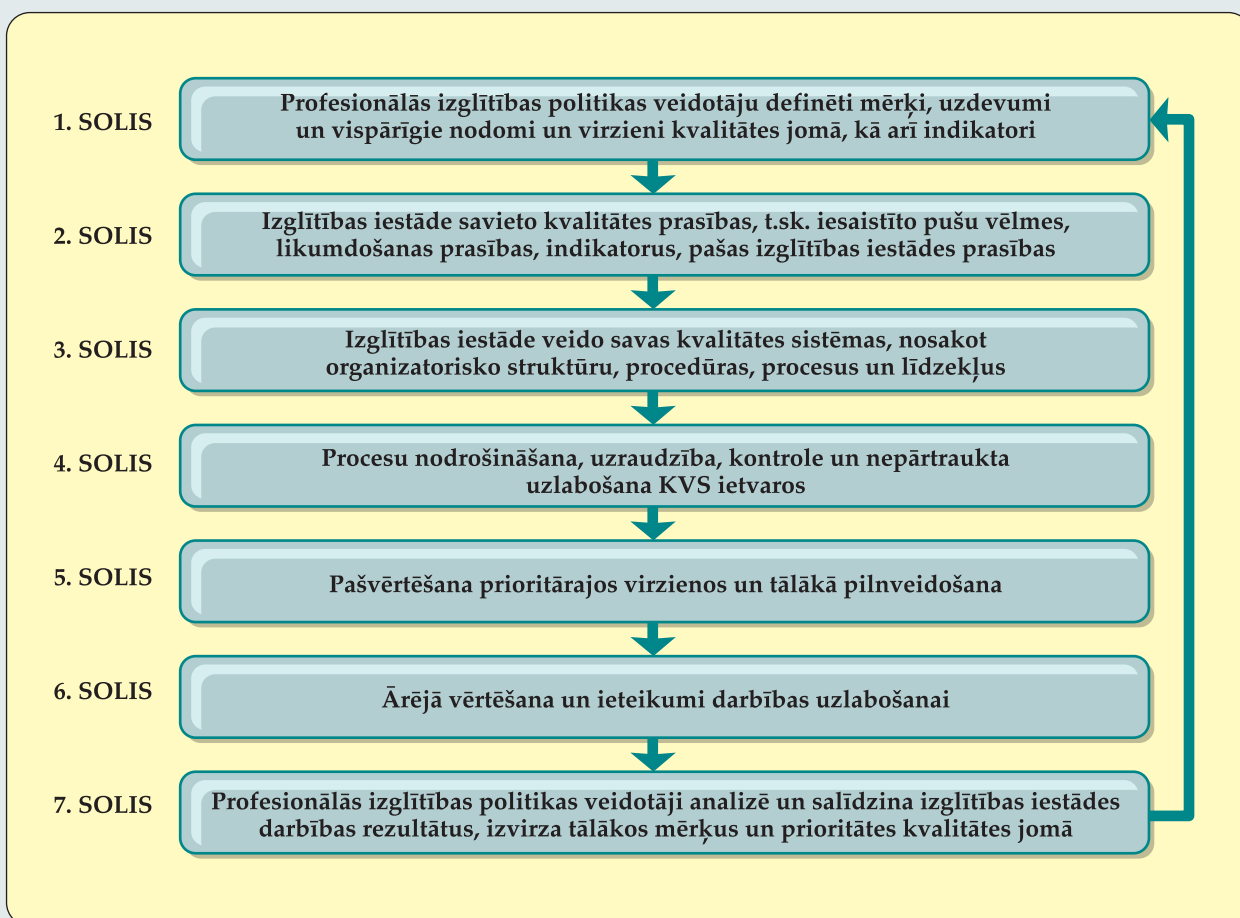 1. SOLIS
Profesionālās izglītības politikas veidotāju definēti mērķi, uzdevumi
un vispārīgie nodomi un virzieni kvalitātes jomā, kā arī indikatori
2. SOLIS
Izglītības iestāde savieto kvalitātes prasības, t.sk. iesaistīto pušu vēlmes,
likumdošanas prasības, indikatorus, pašas izglītības iestādes prasības
3. SOLIS
Izglītības iestāde veido savas kvalitātes sistēmas, nosakot
organizatorisko struktūru, procedūras, procesus un līdzekļus
4. SOLIS
Procesu nodrošināšana, uzraudzība, kontrole un nepārtraukta
uzlabošana KVS ietvaros
5. SOLIS
Pašvērtēšana prioritārajos virzienos un tālākā pilnveidošana
6. SOLIS
Ārējā vērtēšana un ieteikumi darbības uzlabošanai
7. SOLIS
Profesionālās izglītības politikas veidotāji analizē un salīdzina izglītības iestādes
darbības rezultātus, izvirza tālākos mērķus un prioritātes kvalitātes jomā